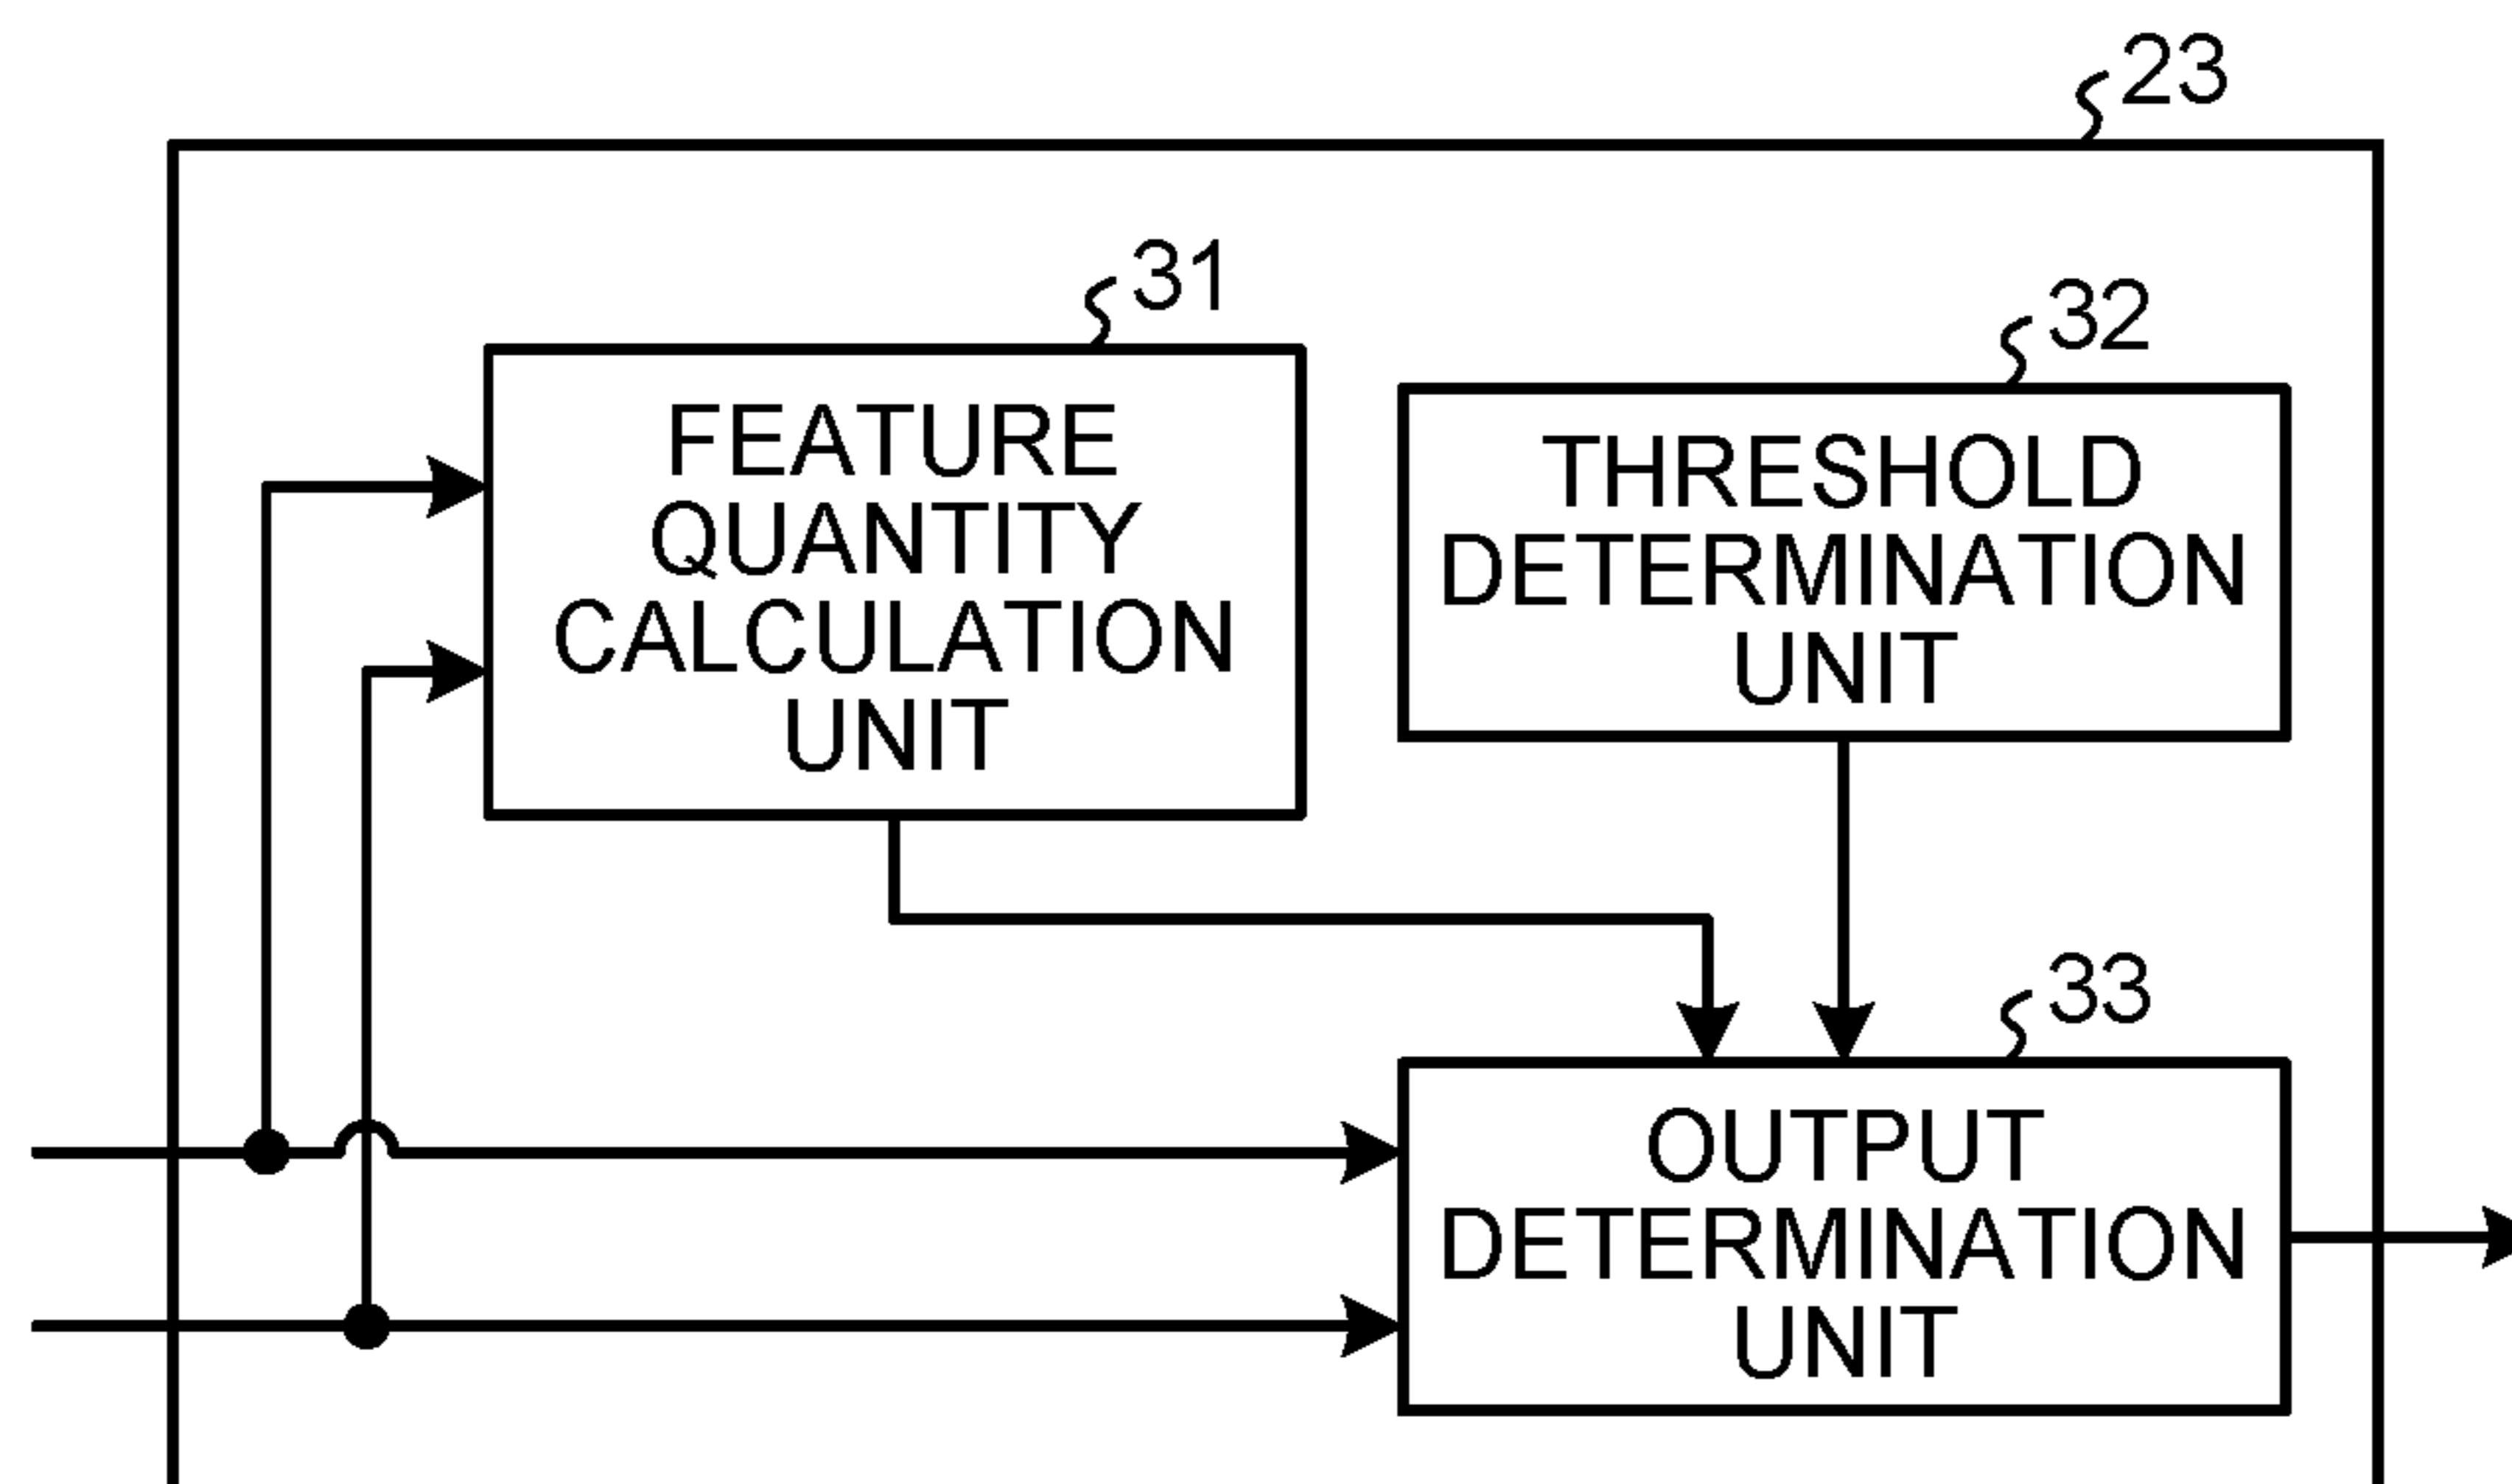 23
31
FEATURE
QUANTITY
CALCULATION
UNIT
32
THRESHOLD
DETERMINATION
UNIT
33
OUTPUT
DETERMINATION
UNIT